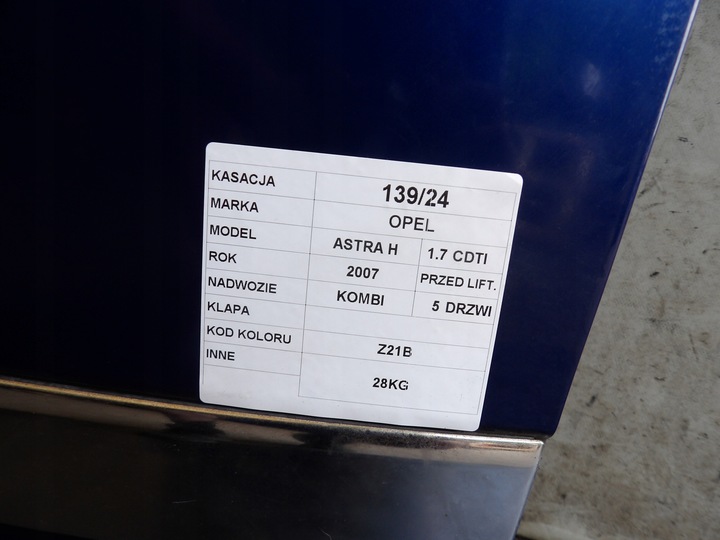 KASACJA 139/24
MARKA OPEL
MODEL ASTRA H 1.7 CDTI
ROK 2007 PRZED LIFT.
NADWOZIE KOMBI 5 DRZWI
KLAPA
KOD KOLORU Z21B
INNE 28KG